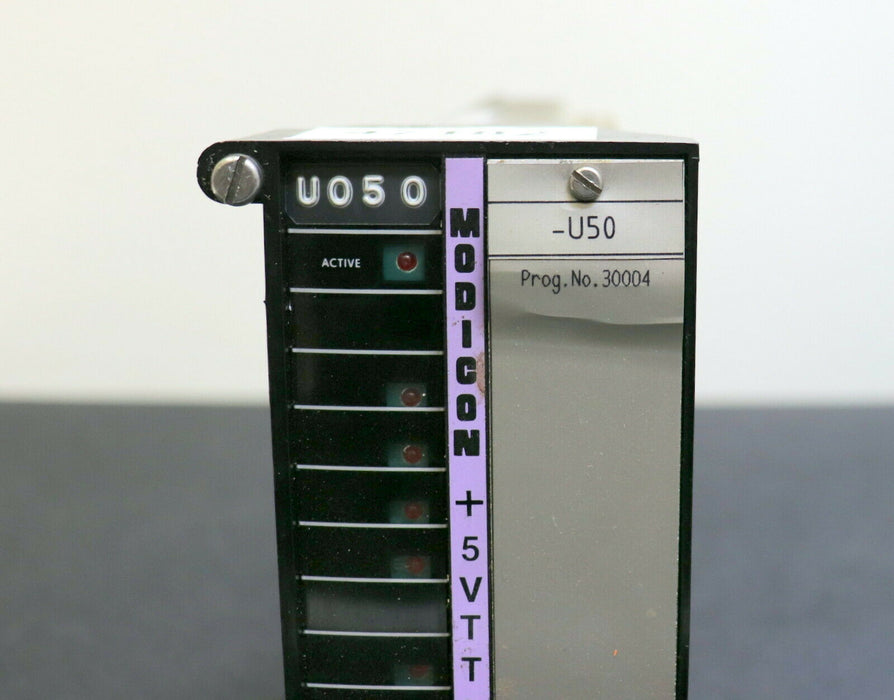 U050
ACTIVE
MODICON +5VTT
-U50
Prog.No.30004